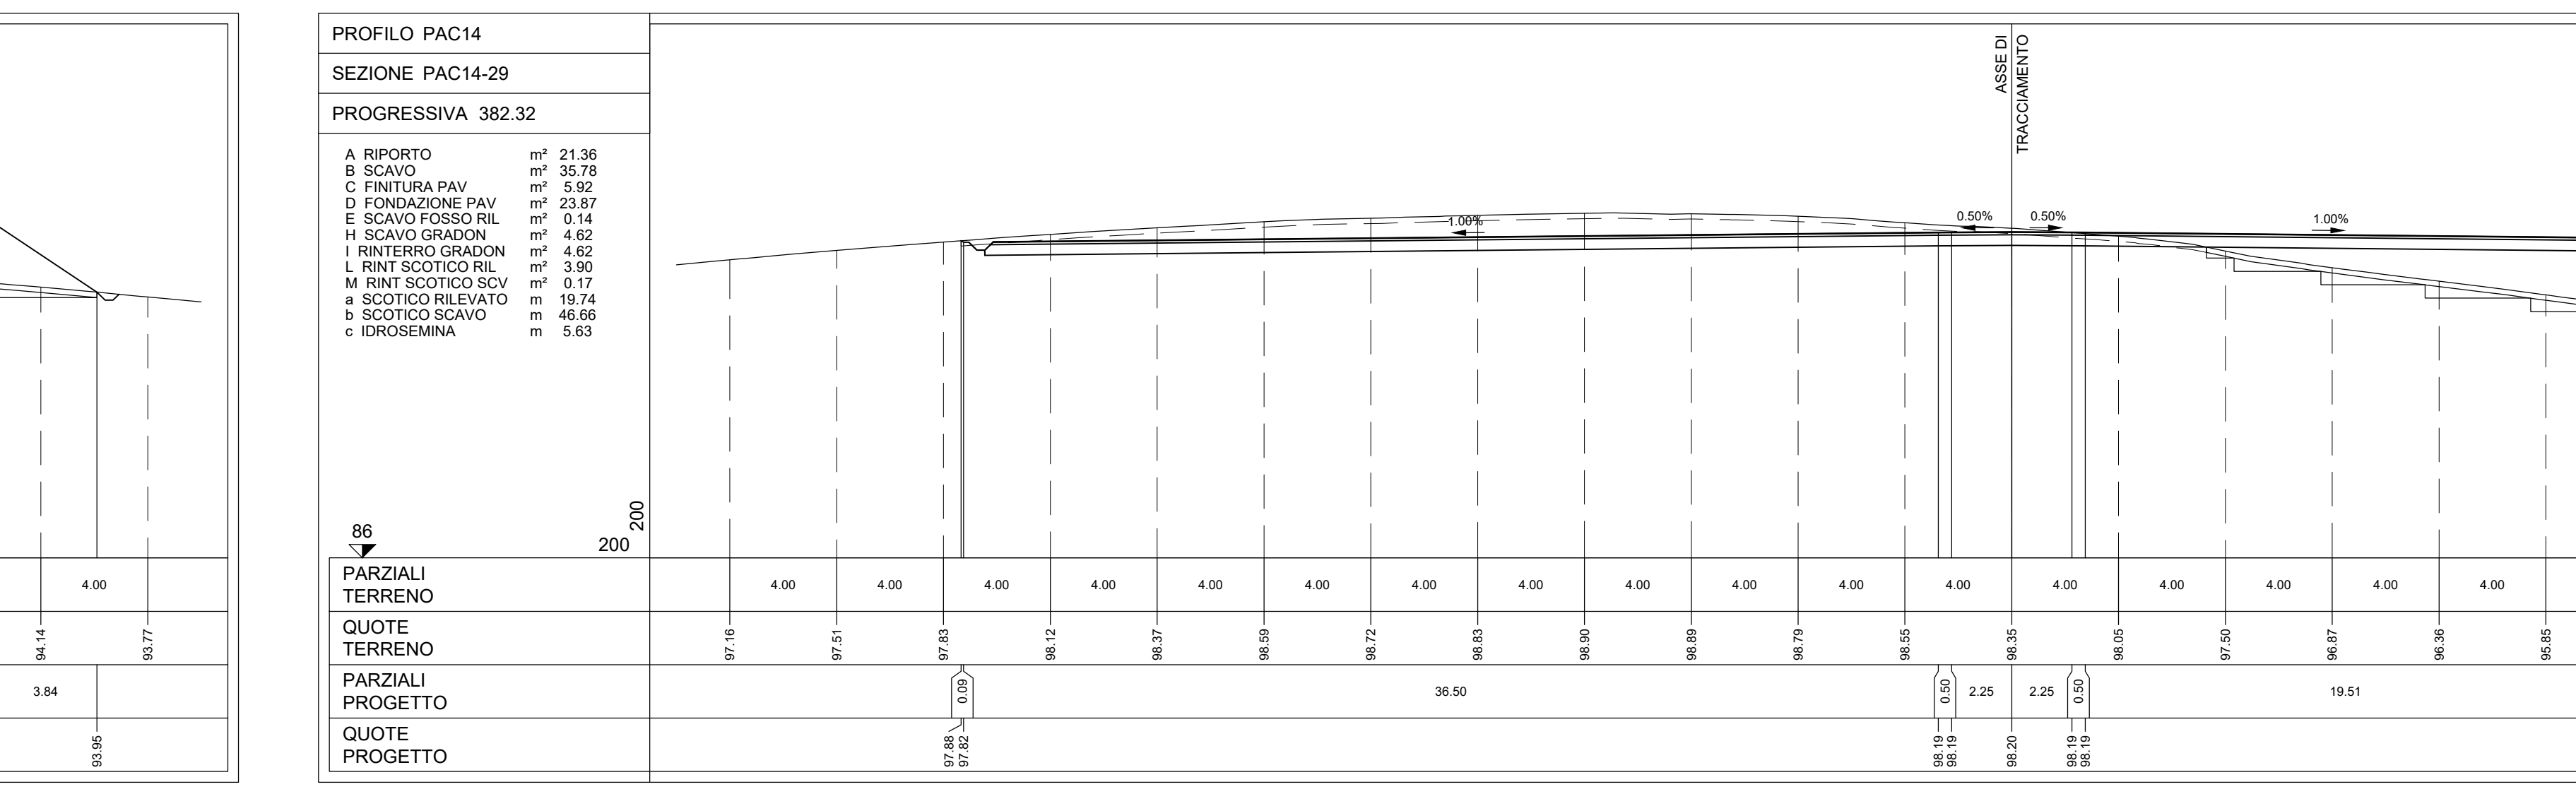 4.00
94.14
93.77
3.84
93.95
PROFILO PAC14
SEZIONE PAC14-29
PROGRESSIVA 382.32
A RIPORTO m² 21.36
B SCAVO m² 35.78
C FINITURA PAV m² 5.92
D FONDAZIONE PAV m² 23.87
E SCAVO FOSSO RIL m² 0.14
H SCAVO GRADON m² 4.62
I RINTERRO GRADON m² 4.62
L RINT SCOTICO RIL m² 3.90
M RINT SCOTICO SCV m² 0.17
a SCOTICO RILEVATO m 19.74
b SCOTICO SCAVO m 46.66
c IDROSEMINA m 5.63
86
200
200
ASSE DI
TRACCIAMENTO
1.00%
0.50%
0.50%
1.00%
PARZIALI
TERRENO
4.00 4.00 4.00 4.00 4.00 4.00 4.00 4.00 4.00 4.00 4.00 4.00 4.00 4.00 4.00 4.00 4.00
QUOTE
TERRENO
97.16 97.51 97.83 98.12 98.37 98.59 98.72 98.83 98.90 98.89 98.79 98.55 98.35 98.05 97.50 96.87 96.36 95.85
PARZIALI
PROGETTO
0.09 36.50 0.50 2.25 2.25 0.50 19.51
QUOTE
PROGETTO
97.88 97.82 98.19 98.19 98.20 98.19 98.19